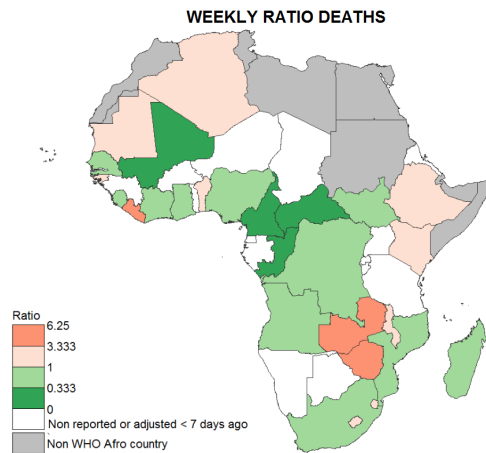 WEEKLY RATIO DEATHS
Ratio
6.25
3.333
1
0.333
0
Non reported or adjusted < 7 days ago
Non WHO Afro country